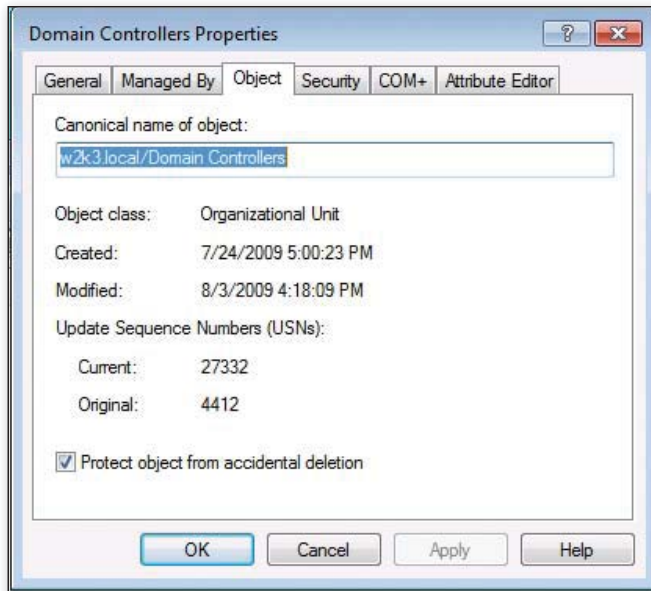 Domain Controllers Properties
General Managed By Object Security COM+ Attribute Editor
Canonical name of object:
w2k3.local/Domain Controllers
Object class: Organizational Unit
Created: 7/24/2009 5:00:23 PM
Modified: 8/3/2009 4:18:09 PM
Update Sequence Numbers (USNs):
Current: 27332
Original: 4412
Protect object from accidental deletion
OK Cancel Apply Help